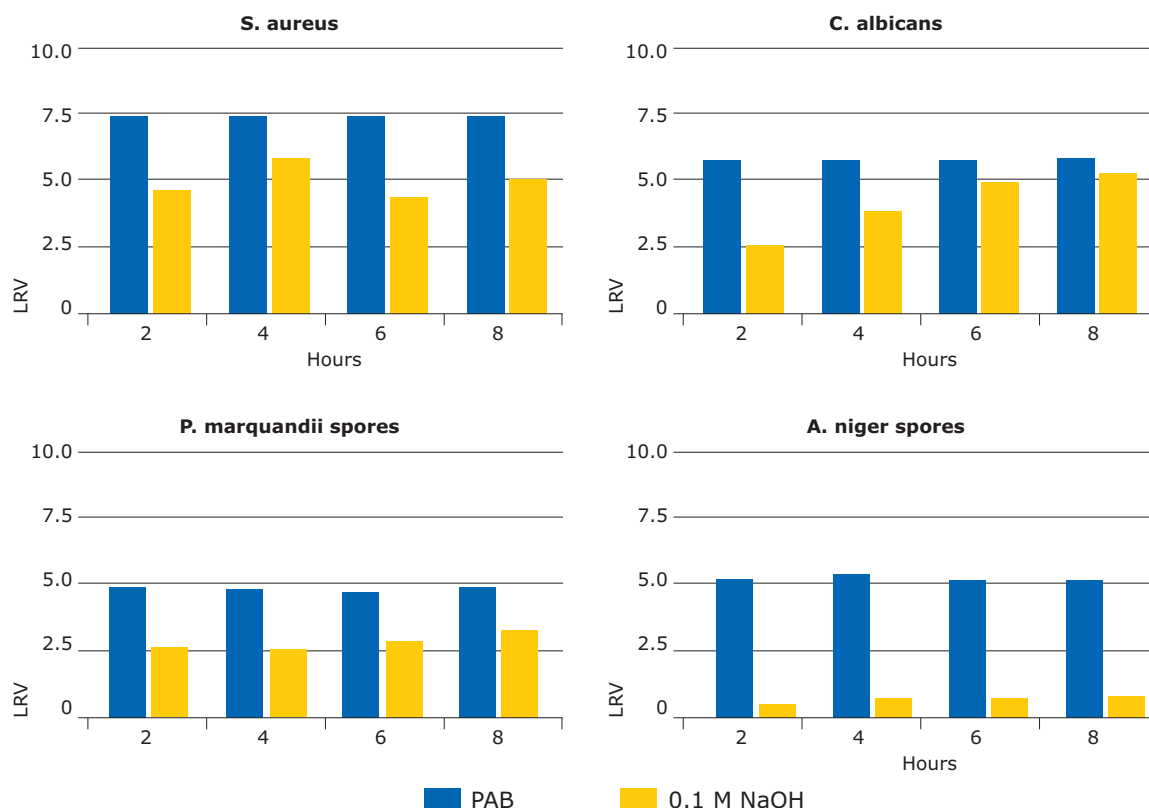 S. aureus
10.0
7.5
5.0
2.5
0
LRV
2 4 6 8
Hours
C. albicans
10.0
7.5
5.0
2.5
0
LRV
2 4 6 8
Hours
P. marquandii spores
10.0
7.5
5.0
2.5
0
LRV
2 4 6 8
A. niger spores
10.0
7.5
5.0
2.5
0
LRV
2 4 6 8
Hours
PAB 0.1 M NaOH